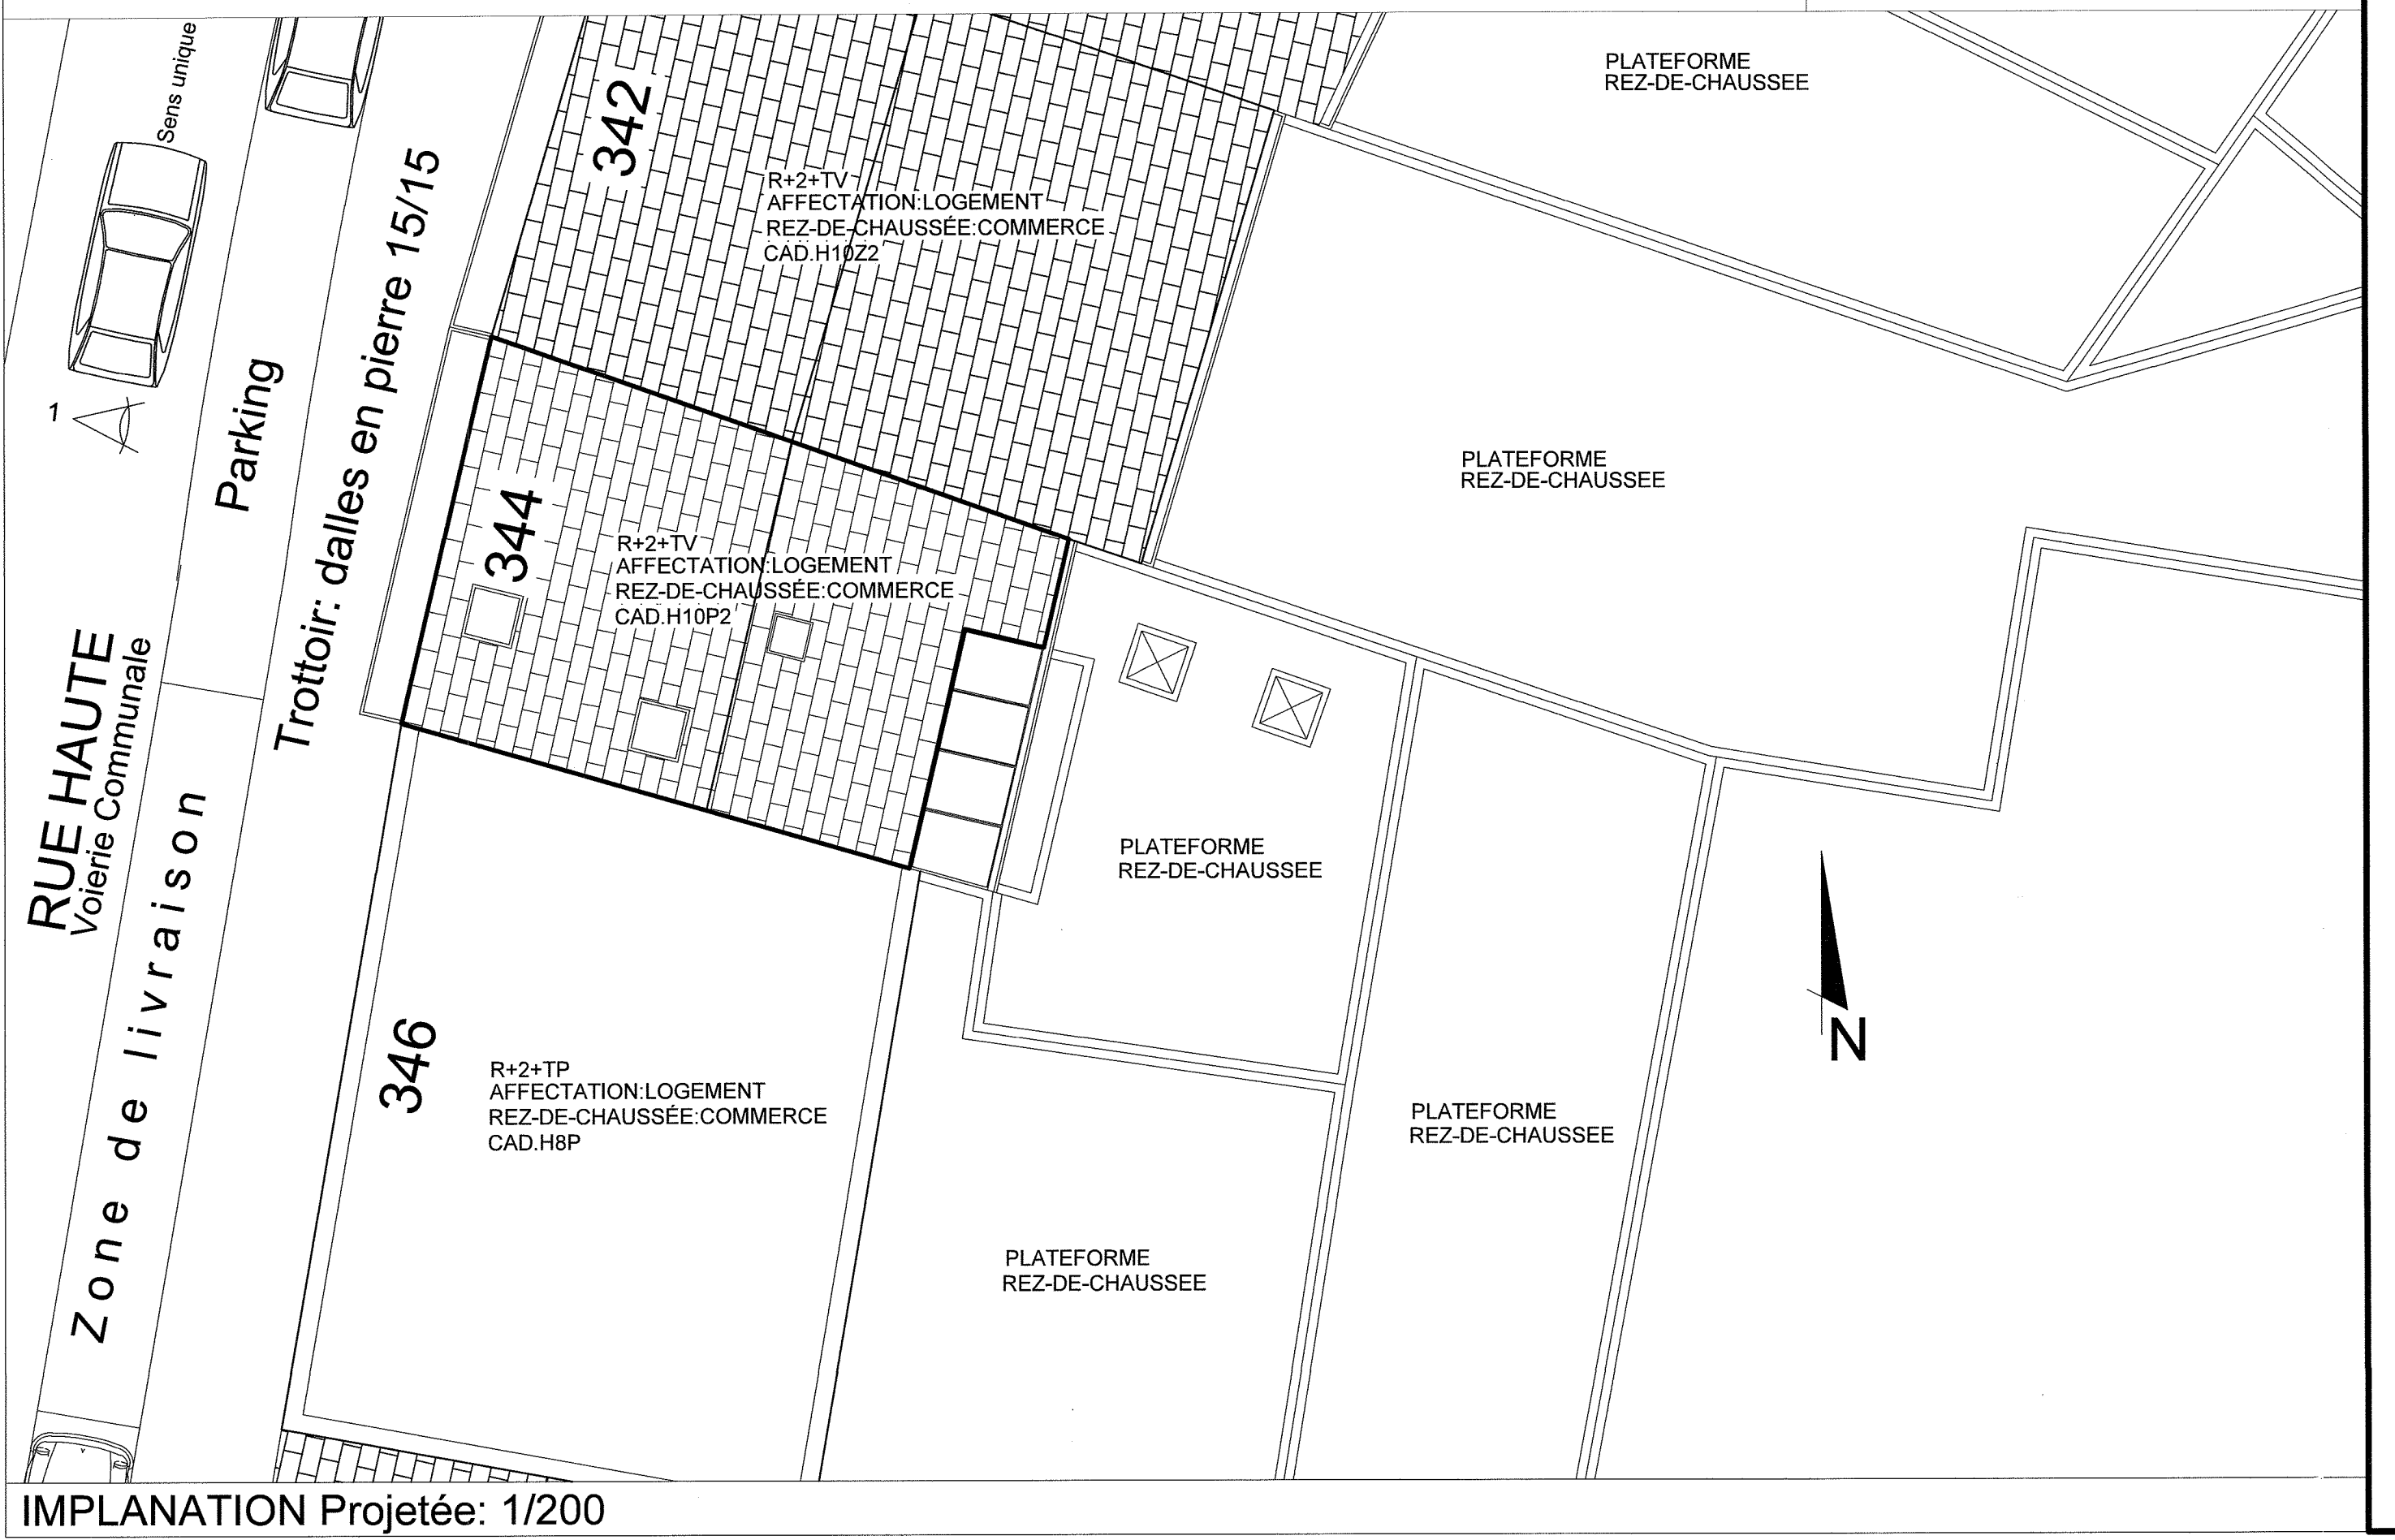 Sens unique
PLATEFORME
REZ-DE-CHAUSSEE
342
R+2+TV
AFFECTATION:LOGEMENT
REZ-DE-CHAUSSÉE:COMMERCE
CAD.H10Z2
1
Parking
Trottoir: dalles en pierre 15/15
PLATEFORME
REZ-DE-CHAUSSEE
344
R+2+TV
AFFECTATION:LOGEMENT
REZ-DE-CHAUSSÉE:COMMERCE
CAD.H10P2
RUE HAUTE
Voierie Communale
Zone de livraison
PLATEFORME
REZ-DE-CHAUSSEE
N
346
R+2+TP
AFFECTATION:LOGEMENT
REZ-DE-CHAUSSÉE:COMMERCE
CAD.H8P
PLATEFORME
REZ-DE-CHAUSSEE
PLATEFORME
REZ-DE-CHAUSSEE
IMPLANATION Projetée: 1/200